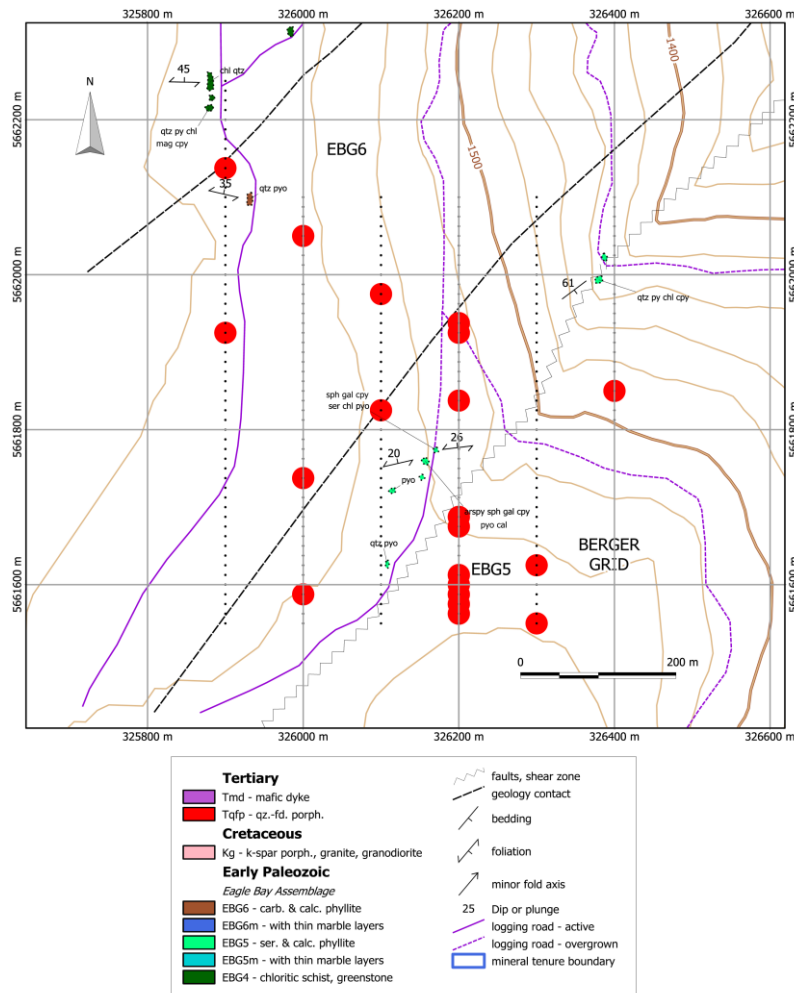 325800 m 326000 m 326200 m 326400 m 326600 m
1400
45
chl qtz
5662200 m
5662200 m
N
qtz py chl
mag cpy
EBG6
1500
35
qtz pyo
5662000 m
5662000 m
61
qtz py chl cpy
sph gal cpy
ser chl pyo
5661800 m
5661800 m
26
20
pyo
arspy sph gal cpy
pyo cal
qtz pyo
BERGER
GRID
EBG5
5661600 m
5661600 m
0 200 m
325800 m 326000 m 326200 m 326400 m 326600 m
Tertiary
Tmd - mafic dyke
Tqfp - qz.-fd. porph.
Cretaceous
Kg - k-spar porph., granite, granodiorite
Early Paleozoic
Eagle Bay Assemblage
EBG6 - carb. & calc. phyllite
EBG6m - with thin marble layers
EBG5 - ser. & calc. phyllite
EBG5m - with thin marble layers
EBG4 - chloritic schist, greenstone
faults, shear zone
geology contact
bedding
foliation
minor fold axis
25 Dip or plunge
logging road - active
logging road - overgrown
mineral tenure boundary